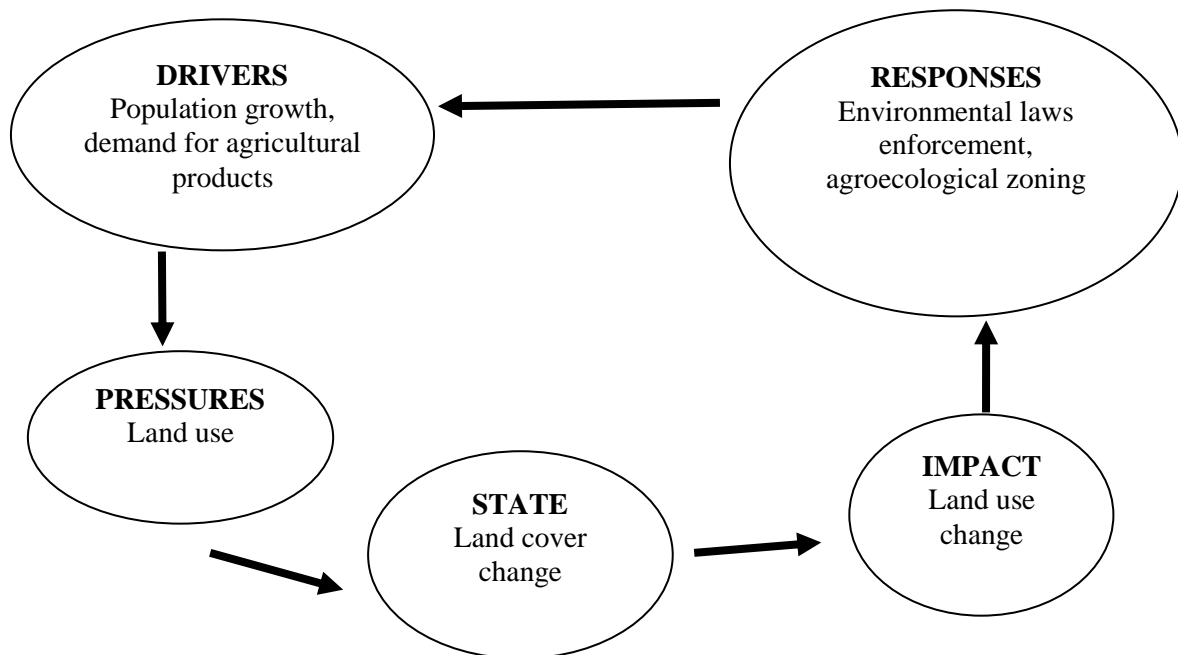 DRIVERS
Population growth,
demand for agricultural
products
RESPONSES
Environmental laws
enforcement,
agroecological zoning
PRESSURES
Land use
STATE
Land cover
change
IMPACT
Land use
change